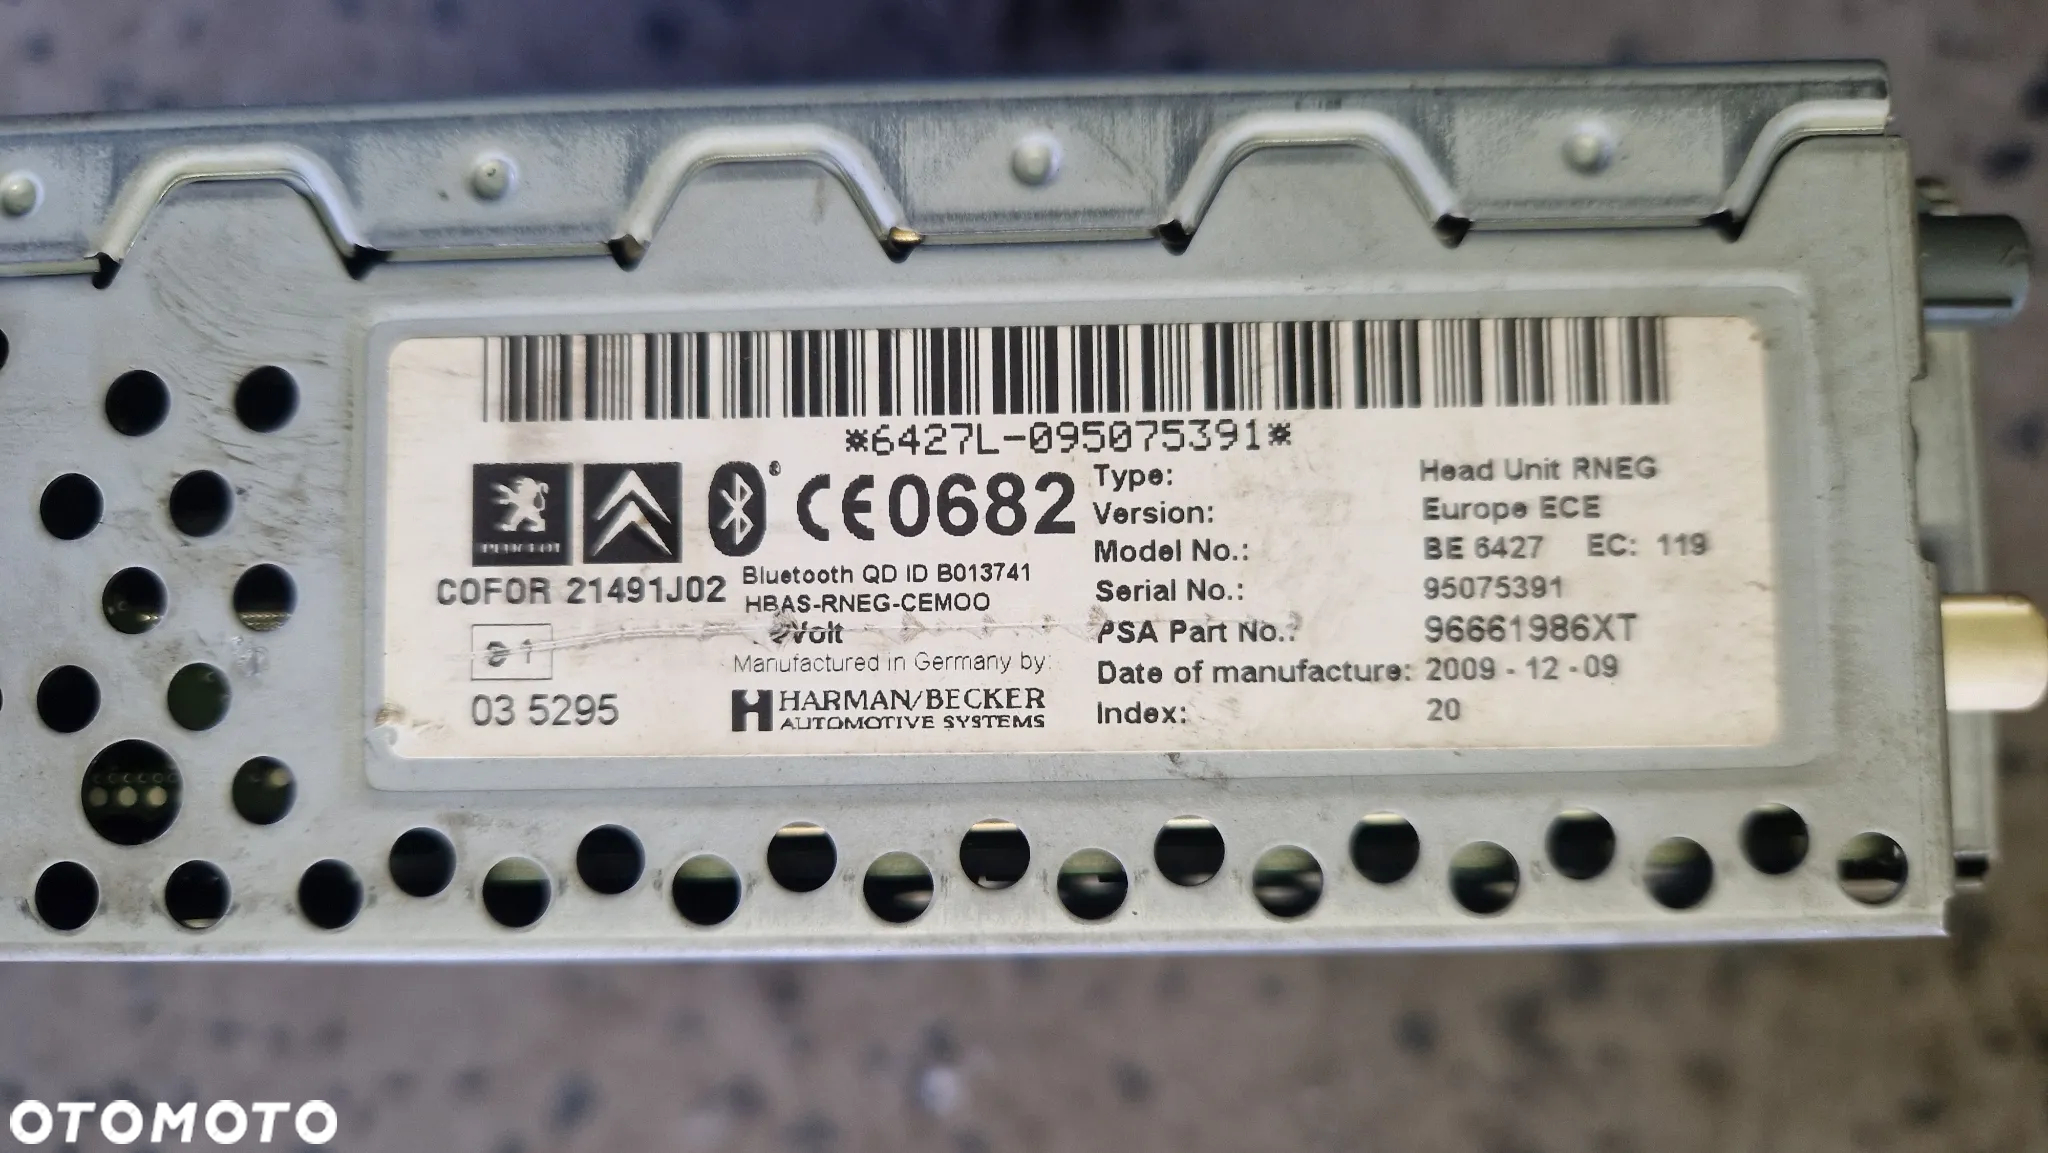 *6427L-095075391*
PEUGEOT
CE0682
COFOR 21491J02
Bluetooth QD ID B013741
HBAS-RNEG-CEMOO
Volt
Manufactured in Germany by:
HARMAN/BECKER
AUTOMOTIVE SYSTEMS
e1
03 5295
Type: Head Unit RNEG
Version: Europe ECE
Model No.: BE 6427 EC: 119
Serial No.: 95075391
PSA Part No.: 96661986XT
Date of manufacture: 2009 - 12 - 09
Index: 20
OTOMOTO